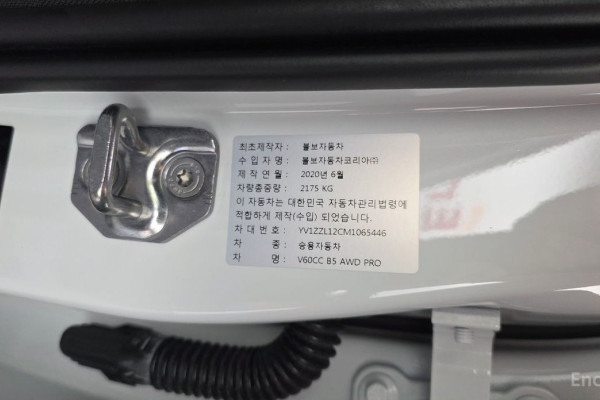 최초제작자 : 볼보자동차
수 입 자 명 : 볼보자동차코리아㈜
제 작 연 월 : 2020년 6월
차량총중량 : 2175 KG
이 자동차는 대한민국 자동차관리법령에
적합하게 제작(수입) 되었습니다.
차 대 번 호 : YV1ZZL12CM1065446
차 종 : 승용자동차
차 명 : V60CC B5 AWD PRO
Enc